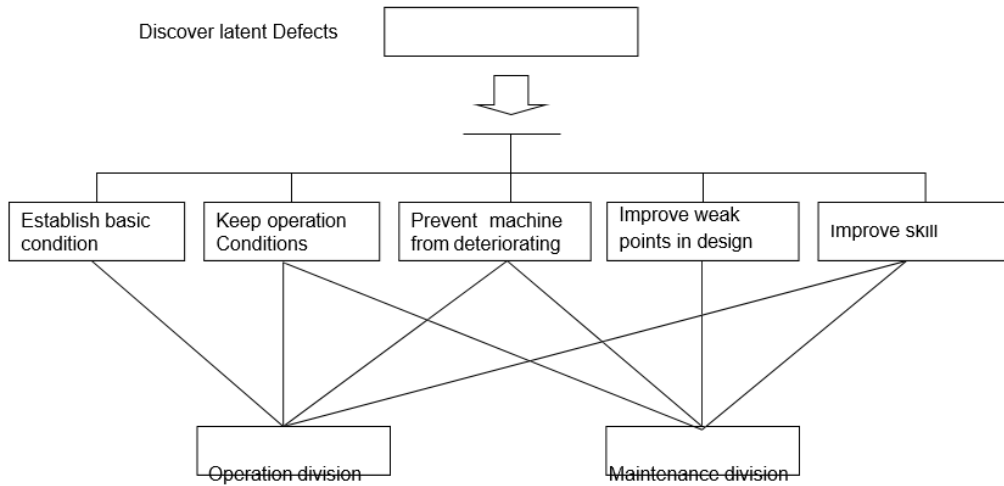 Discover latent Defects
Establish basic
condition
Keep operation
Conditions
Prevent machine
from deteriorating
Improve weak
points in design
Improve skill
Operation division
Maintenance division